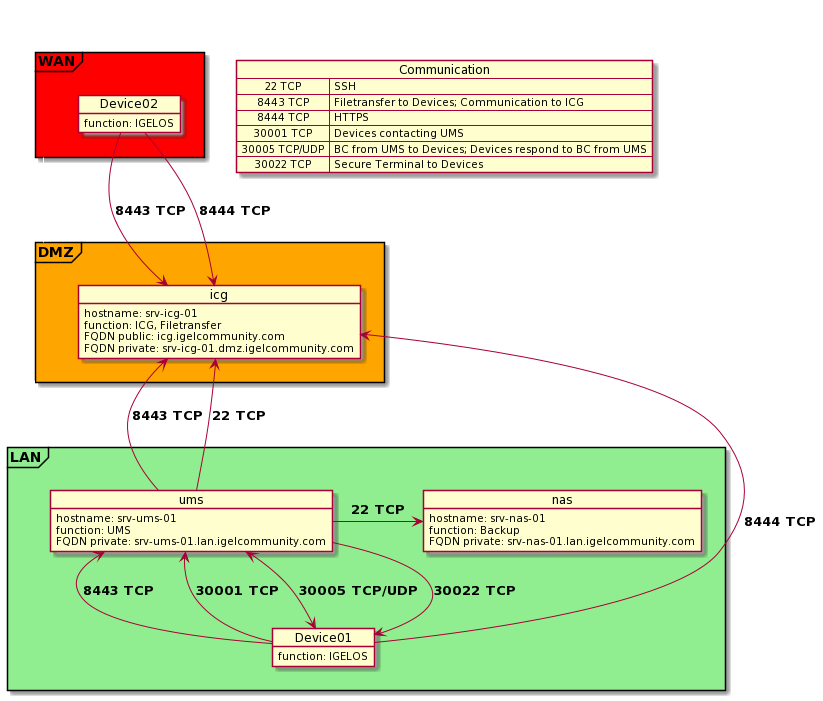 WAN
Device02
function: IGELOS
Communication
22 TCP SSH
8443 TCP Filetransfer to Devices; Communication to ICG
8444 TCP HTTPS
30001 TCP Devices contacting UMS
30005 TCP/UDP BC from UMS to Devices; Devices respond to BC from UMS
30022 TCP Secure Terminal to Devices
8443 TCP
8444 TCP
DMZ
icg
hostname: srv-icg-01
function: ICG, Filetransfer
FQDN public: icg.igelcommunity.com
FQDN private: srv-icg-01.dmz.igelcommunity.com
8443 TCP
22 TCP
LAN
ums
hostname: srv-ums-01
function: UMS
FQDN private: srv-ums-01.lan.igelcommunity.com
22 TCP
nas
hostname: srv-nas-01
function: Backup
FQDN private: srv-nas-01.lan.igelcommunity.com
8444 TCP
8443 TCP
30001 TCP
30005 TCP/UDP
30022 TCP
Device01
function: IGELOS